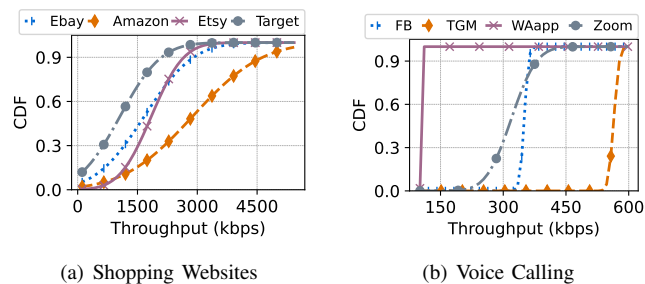 Ebay Amazon Etsy Target
CDF
0.9
0.6
0.3
0.0
0 1500 3000 4500
Throughput (kbps)
(a) Shopping Websites
FB TGM WAapp Zoom
CDF
0.9
0.6
0.3
0.0
150 300 450 600
Throughput (kbps)
(b) Voice Calling